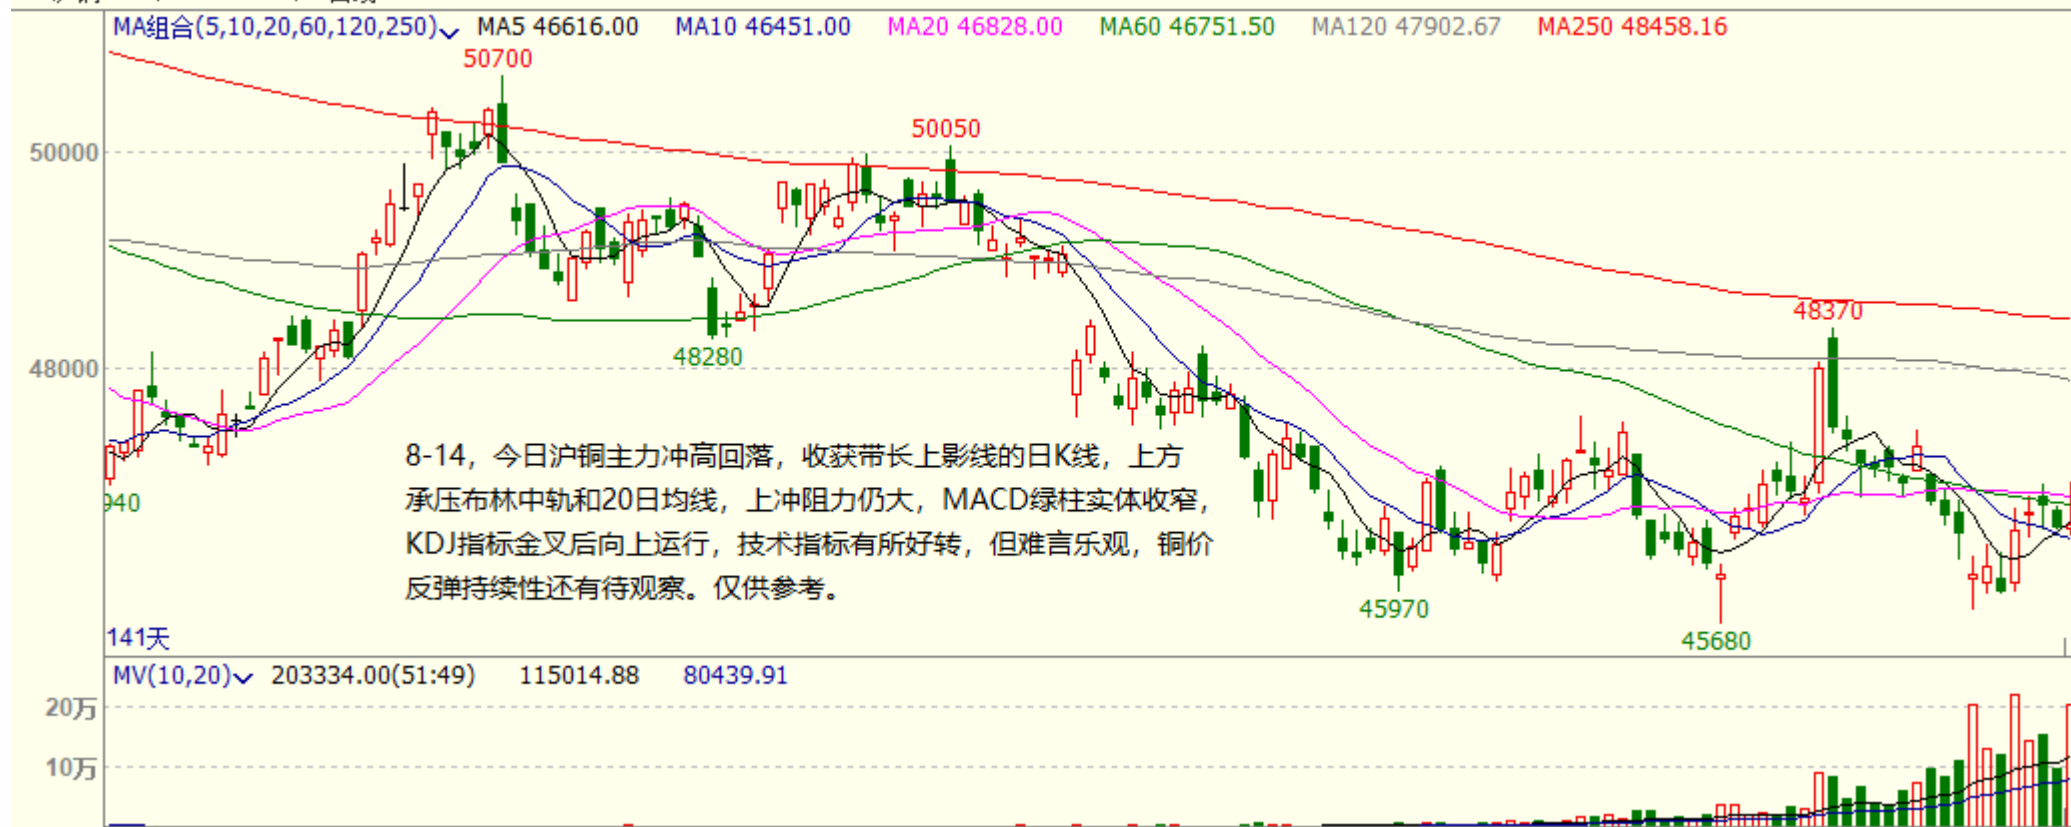 MA组合(5,10,20,60,120,250) MA5 46616.00 MA10 46451.00 MA20 46828.00 MA60 46751.50 MA120 47902.67 MA250 48458.16
50700
50050
50000
48370
48280
48000
8-14，今日沪铜主力冲高回落，收获带长上影线的日K线，上方
承压布林中轨和20日均线，上冲阻力仍大，MACD绿柱实体收窄，
940
KDJ指标金叉后向上运行，技术指标有所好转，但难言乐观，铜价
反弹持续性还有待观察。仅供参考。
45970
141天
45680
MV(10,20) 203334.00(51:49) 115014.88 80439.91
20万
10万